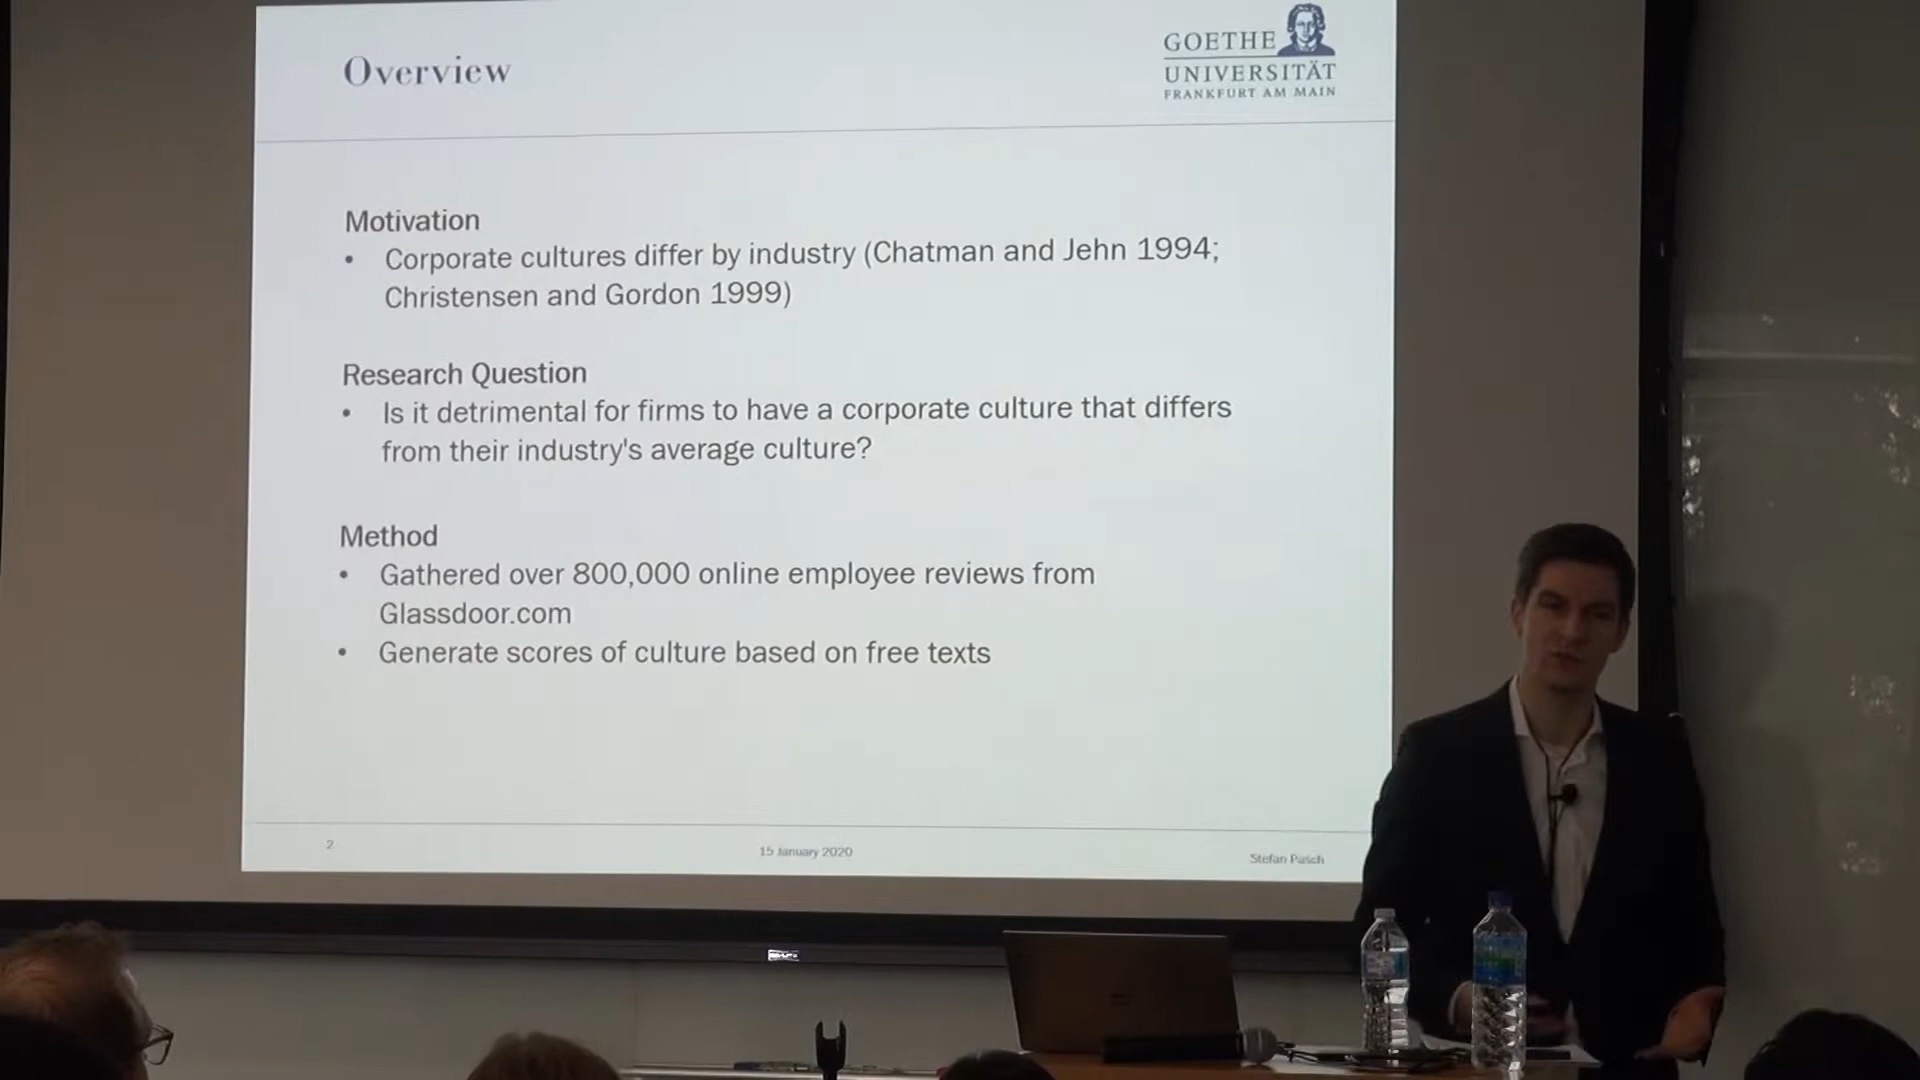 Overview
GOETHE
UNIVERSITÄT
FRANKFURT AM MAIN
Motivation
• Corporate cultures differ by industry (Chatman and Jehn 1994;
Christensen and Gordon 1999)
Research Question
• Is it detrimental for firms to have a corporate culture that differs
from their industry's average culture?
Method
• Gathered over 800,000 online employee reviews from
Glassdoor.com
• Generate scores of culture based on free texts
2
15 January 2020
Stefan Pasch